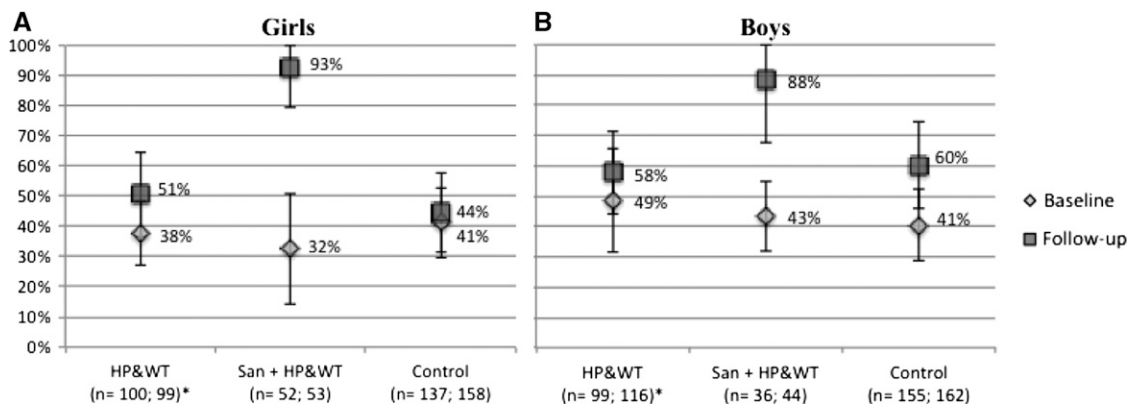 A Girls
B Boys
100%
90%
80%
70%
60%
50%
40%
30%
20%
10%
0%
93%
51%
38%
32%
44%
41%
88%
58%
49%
43%
60%
41%
Baseline
Follow-up
HP&WT San + HP&WT Control
(n= 100; 99)* (n= 52; 53) (n= 137; 158)
HP&WT San + HP&WT Control
(n= 99; 116)* (n= 36; 44) (n= 155; 162)